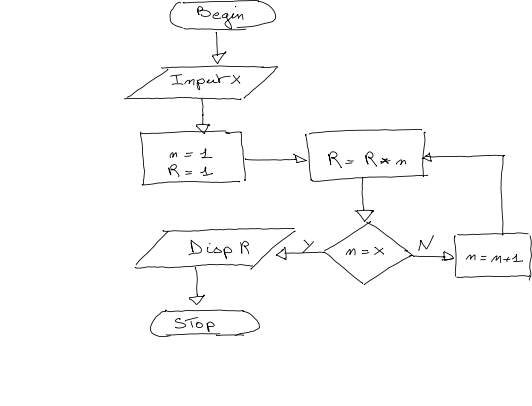 Begin
Input X
n = 1
R = 1
R = R * n
n = X
Y
N
n = n+1
Disp R
STop